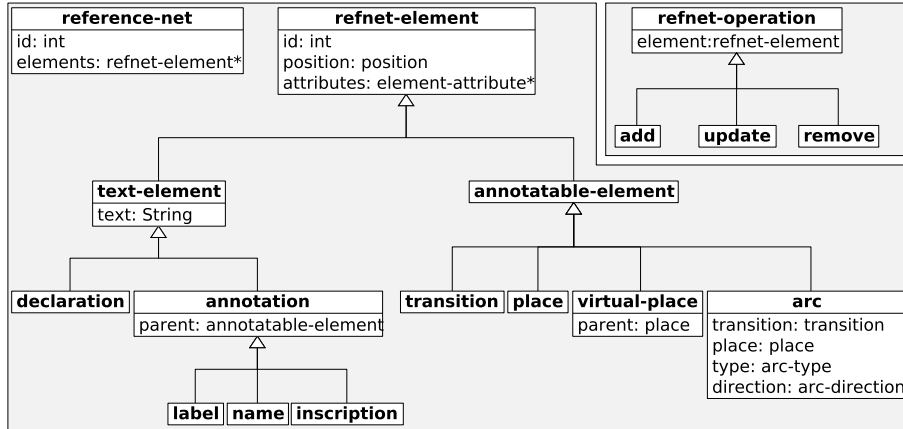 reference-net
id: int
elements: refnet-element*
refnet-element
id: int
position: position
attributes: element-attribute*
refnet-operation
element:refnet-element
add
update
remove
text-element
text: String
annotatable-element
declaration
annotation
parent: annotatable-element
transition
place
virtual-place
parent: place
arc
transition: transition
place: place
type: arc-type
direction: arc-direction
label
name
inscription